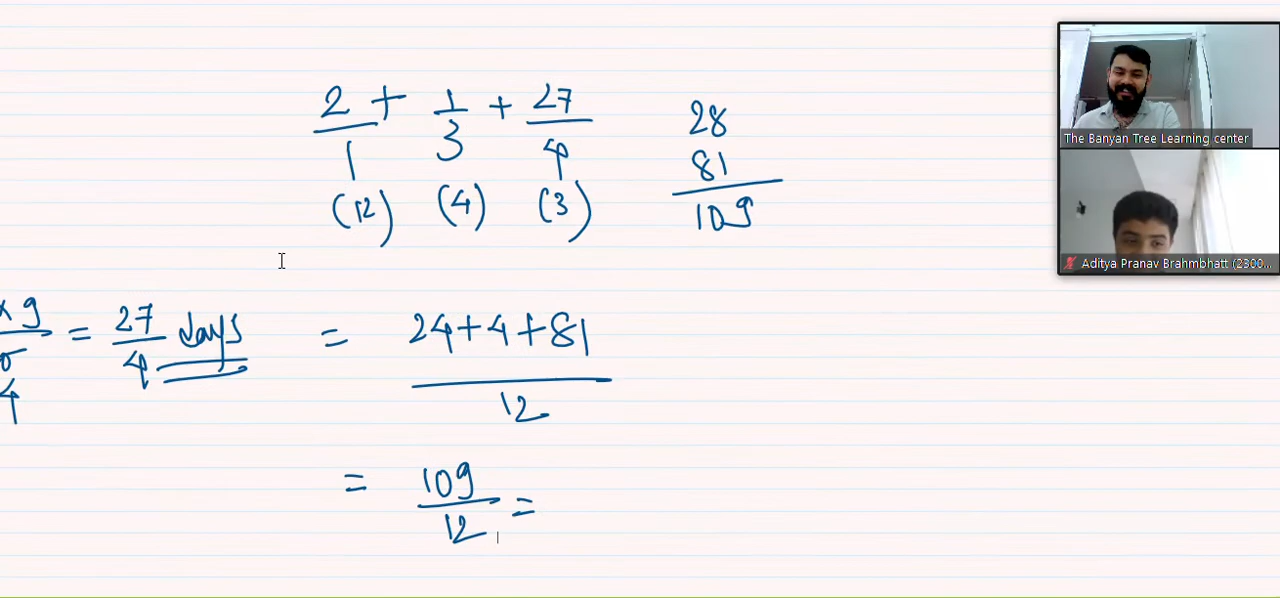 2/1 + 1/3 + 27/4
(12) (4) (3)
28
81
109
x 9 = 27/4 days
4
= 24+4+81 / 12
= 109/12 =
The Banyan Tree Learning center
Aditya Pranav Brahmbhatt (2300...